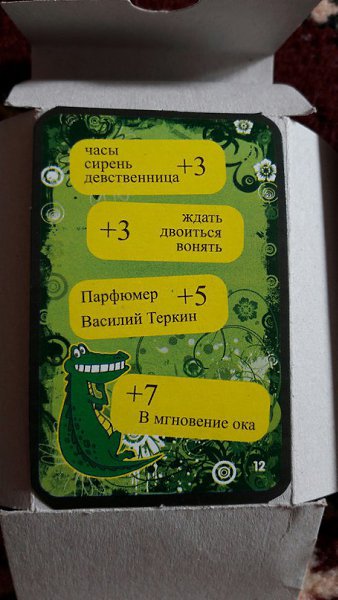 часы
сирень
девственница +3
ждать
+3 двоиться
вонять
Парфюмер +5
Василий Теркин
+7
В мгновение ока
12